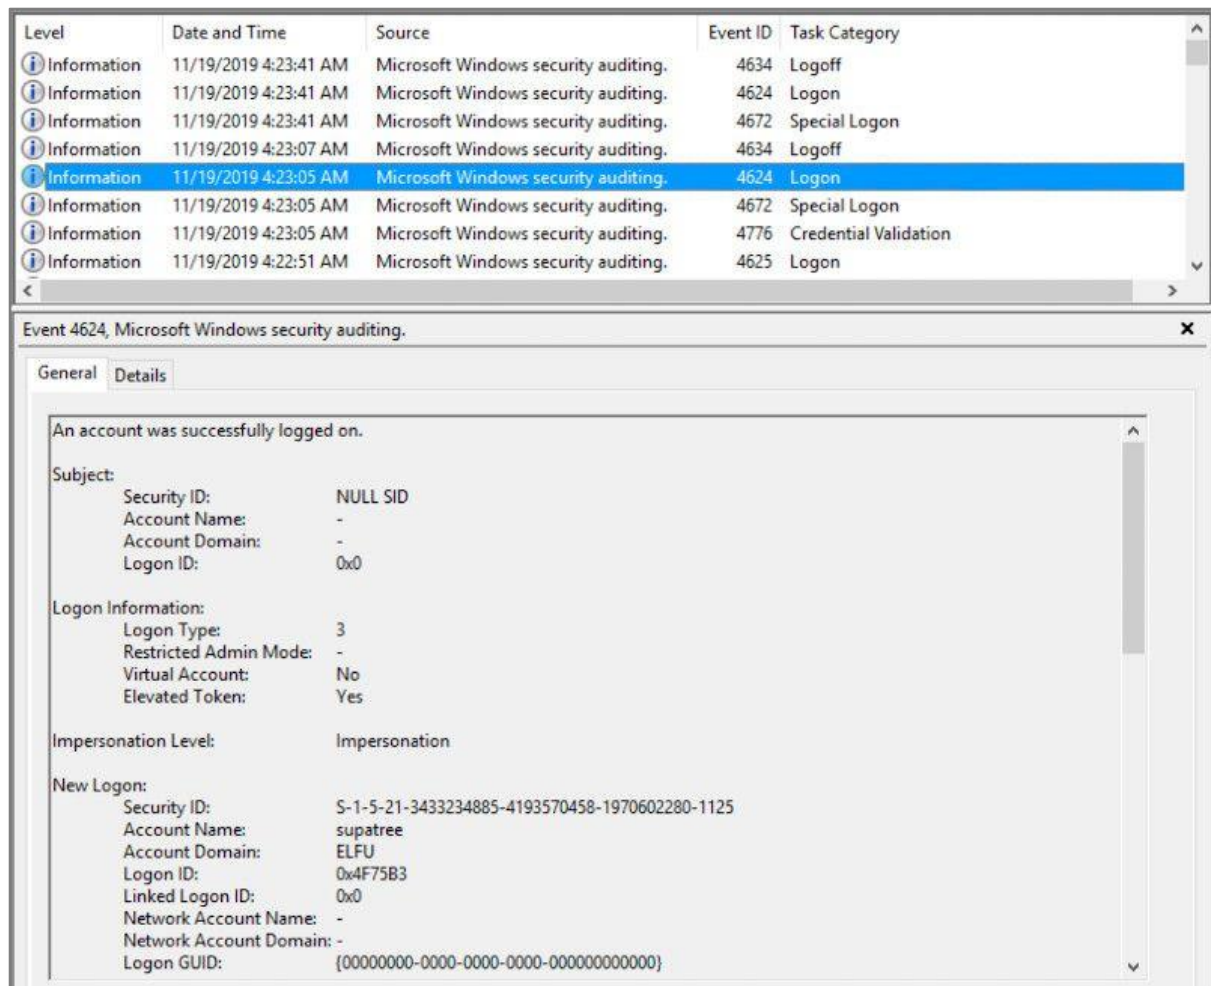 Level Date and Time Source Event ID Task Category
Information 11/19/2019 4:23:41 AM Microsoft Windows security auditing. 4634 Logoff
Information 11/19/2019 4:23:41 AM Microsoft Windows security auditing. 4624 Logon
Information 11/19/2019 4:23:41 AM Microsoft Windows security auditing. 4672 Special Logon
Information 11/19/2019 4:23:07 AM Microsoft Windows security auditing. 4634 Logoff
Information 11/19/2019 4:23:05 AM Microsoft Windows security auditing. 4624 Logon
Information 11/19/2019 4:23:05 AM Microsoft Windows security auditing. 4672 Special Logon
Information 11/19/2019 4:23:05 AM Microsoft Windows security auditing. 4776 Credential Validation
Information 11/19/2019 4:22:51 AM Microsoft Windows security auditing. 4625 Logon
Event 4624, Microsoft Windows security auditing.
General Details
An account was successfully logged on.
Subject:
Security ID: NULL SID
Account Name: -
Account Domain: -
Logon ID: 0x0
Logon Information:
Logon Type: 3
Restricted Admin Mode: -
Virtual Account: No
Elevated Token: Yes
Impersonation Level: Impersonation
New Logon:
Security ID: S-1-5-21-3433234885-4193570458-1970602280-1125
Account Name: supatree
Account Domain: ELFU
Logon ID: 0x4F75B3
Linked Logon ID: 0x0
Network Account Name: -
Network Account Domain: -
Logon GUID: {00000000-0000-0000-0000-000000000000}